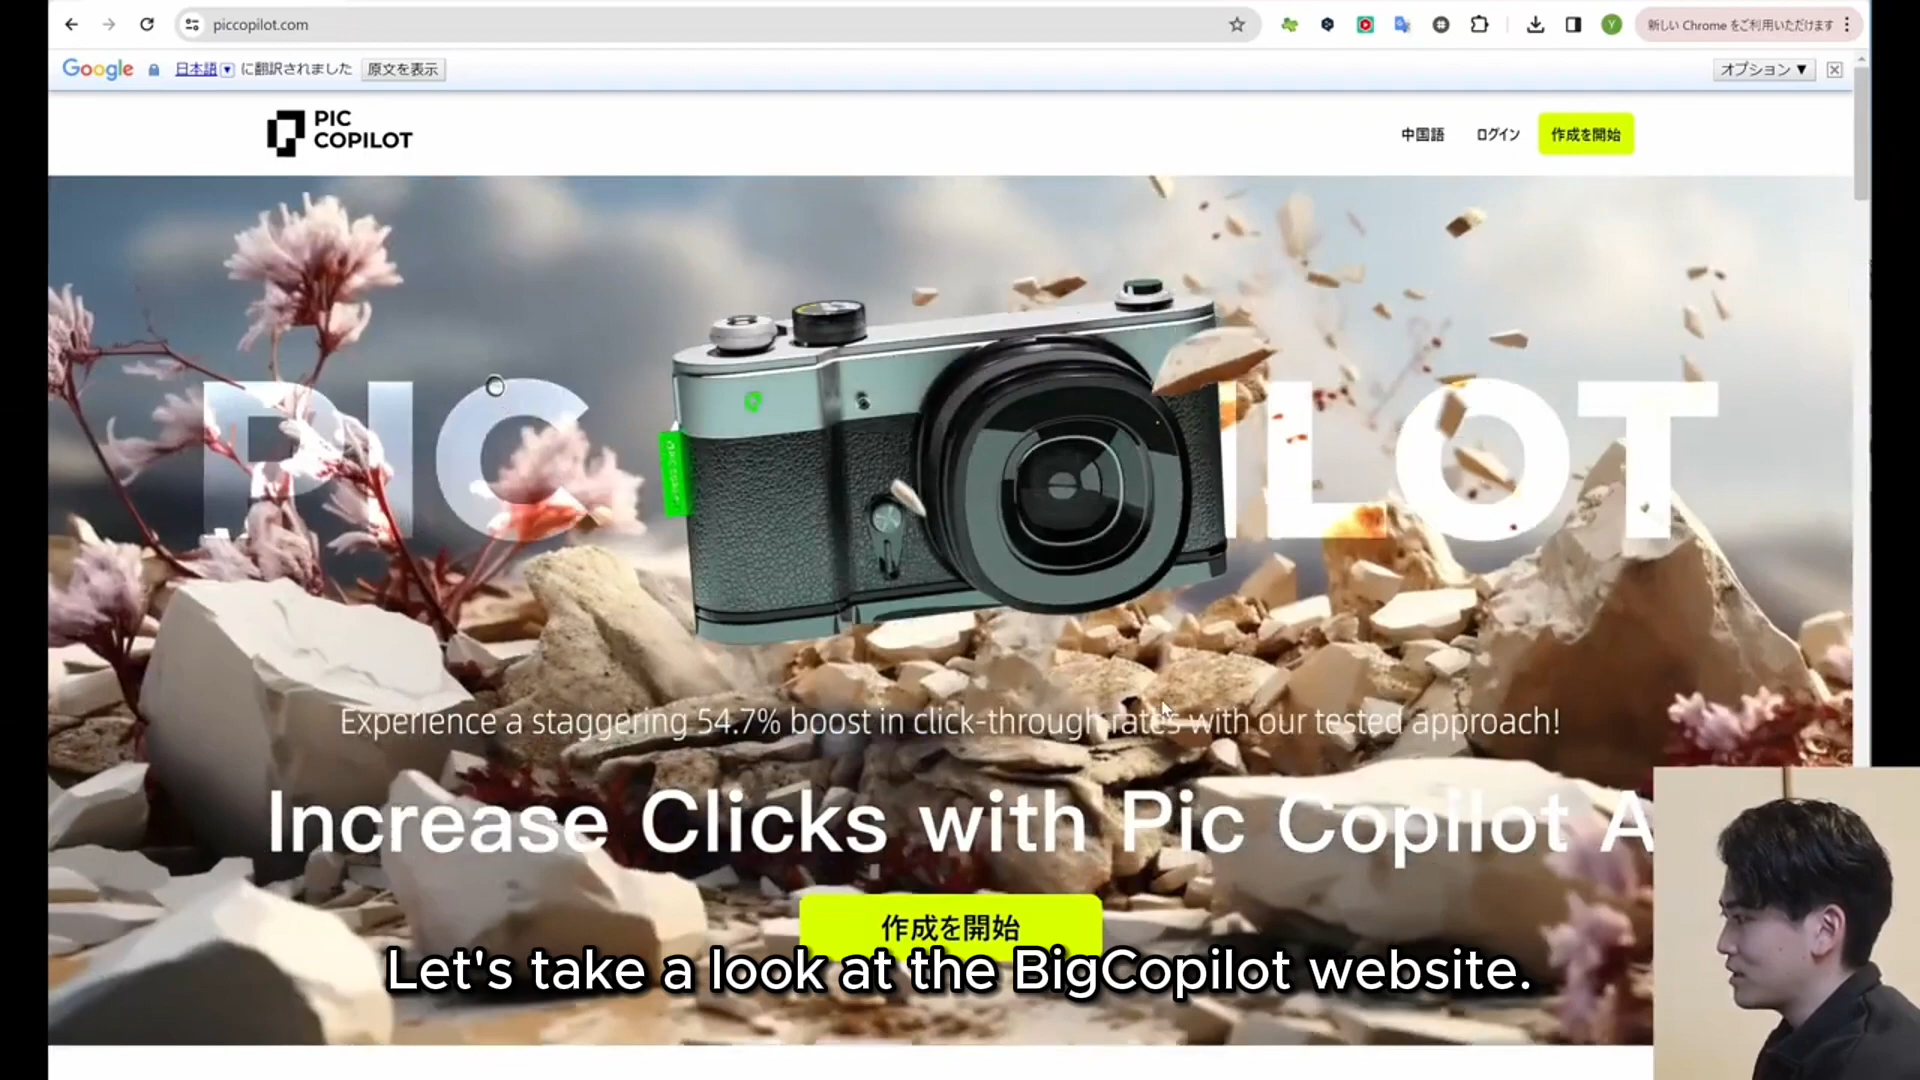 piccopilot.com
新しい Chrome をご利用いただけます
Google 日本語 に翻訳されました 原文を表示
オプション ▼
PIC
COPILOT
中国語 ログイン 作成を開始
PIC ILOT
Experience a staggering 54.7% boost in click-through rates with our tested approach!
Increase Clicks with Pic Copilot A
作成を開始
Let's take a look at the BigCopilot website.